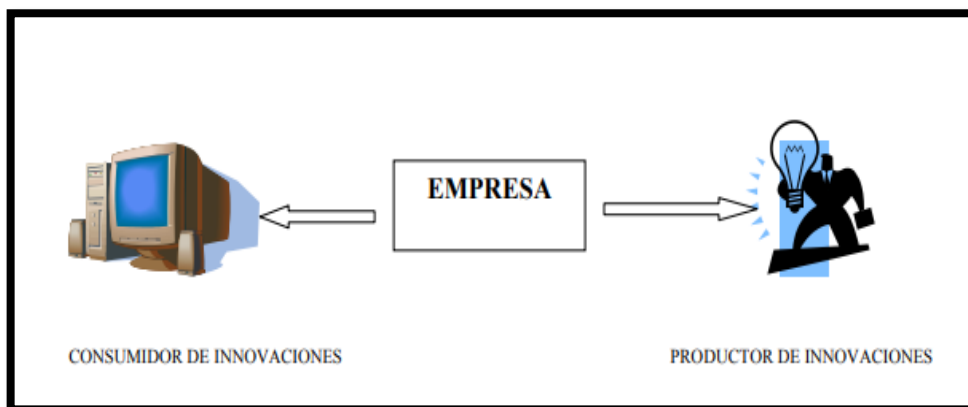 EMPRESA
CONSUMIDOR DE INNOVACIONES
PRODUCTOR DE INNOVACIONES